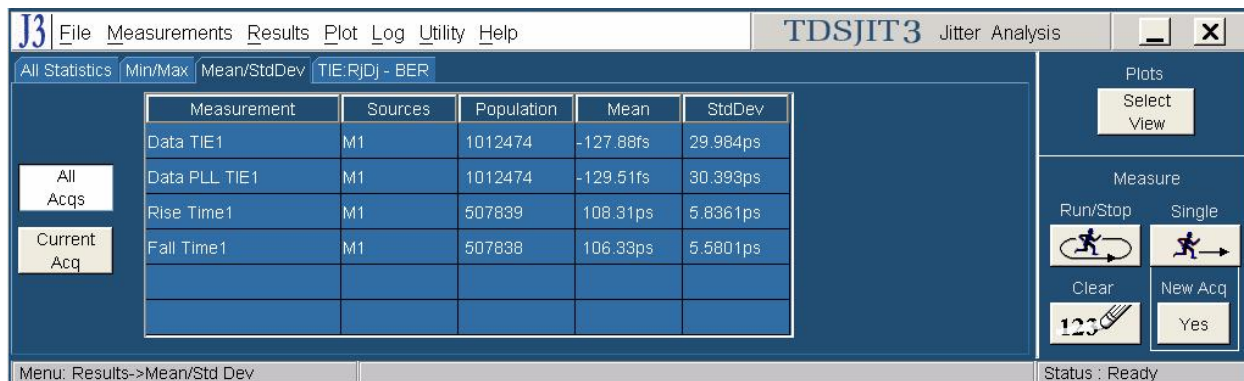 J3 File Measurements Results Plot Log Utility Help TDSJIT3 Jitter Analysis
All Statistics Min/Max Mean/StdDev TIE:RjDj - BER
Measurement Sources Population Mean StdDev
Data TIE1 M1 1012474 -127.88fs 29.984ps
Data PLL TIE1 M1 1012474 -129.51fs 30.393ps
Rise Time1 M1 507839 108.31ps 5.8361ps
Fall Time1 M1 507838 106.33ps 5.5801ps
All
Acqs
Current
Acq
Plots
Select
View
Measure
Run/Stop Single
Clear New Acq
123 Yes
Menu: Results->Mean/Std Dev
Status : Ready